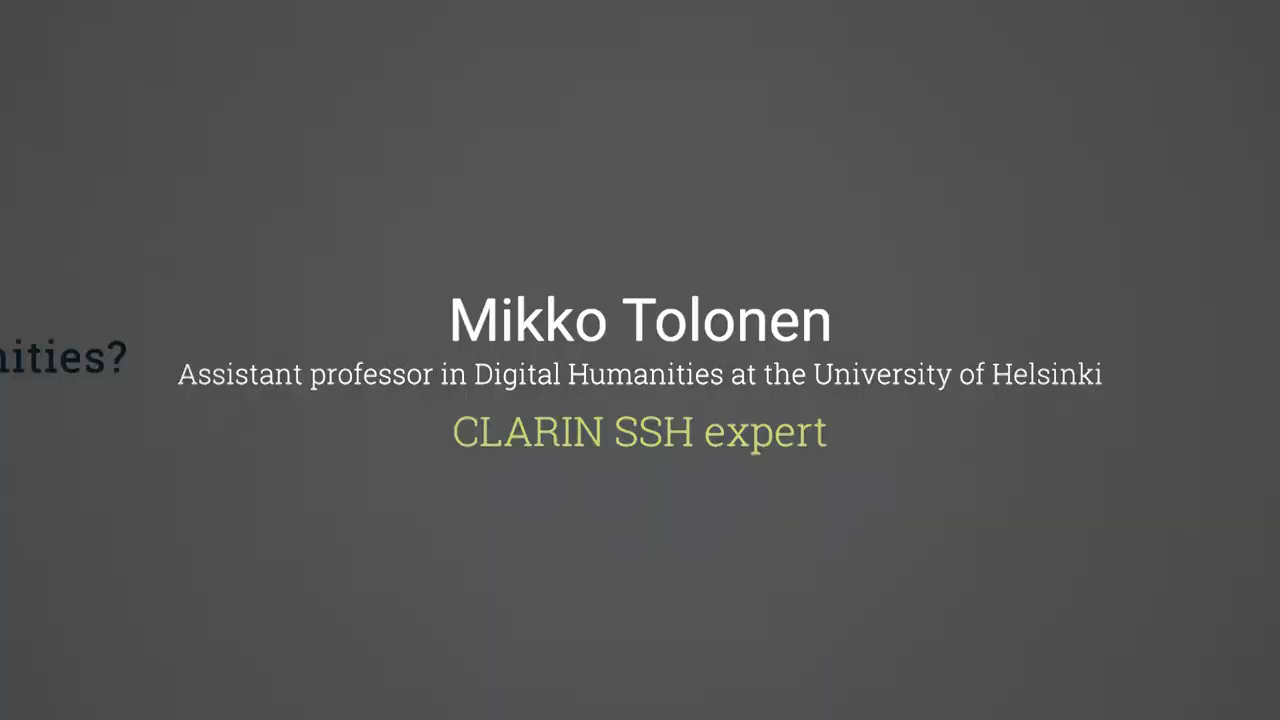 Mikko Tolonen
nities?
Assistant professor in Digital Humanities at the University of Helsinki
CLARIN SSH expert